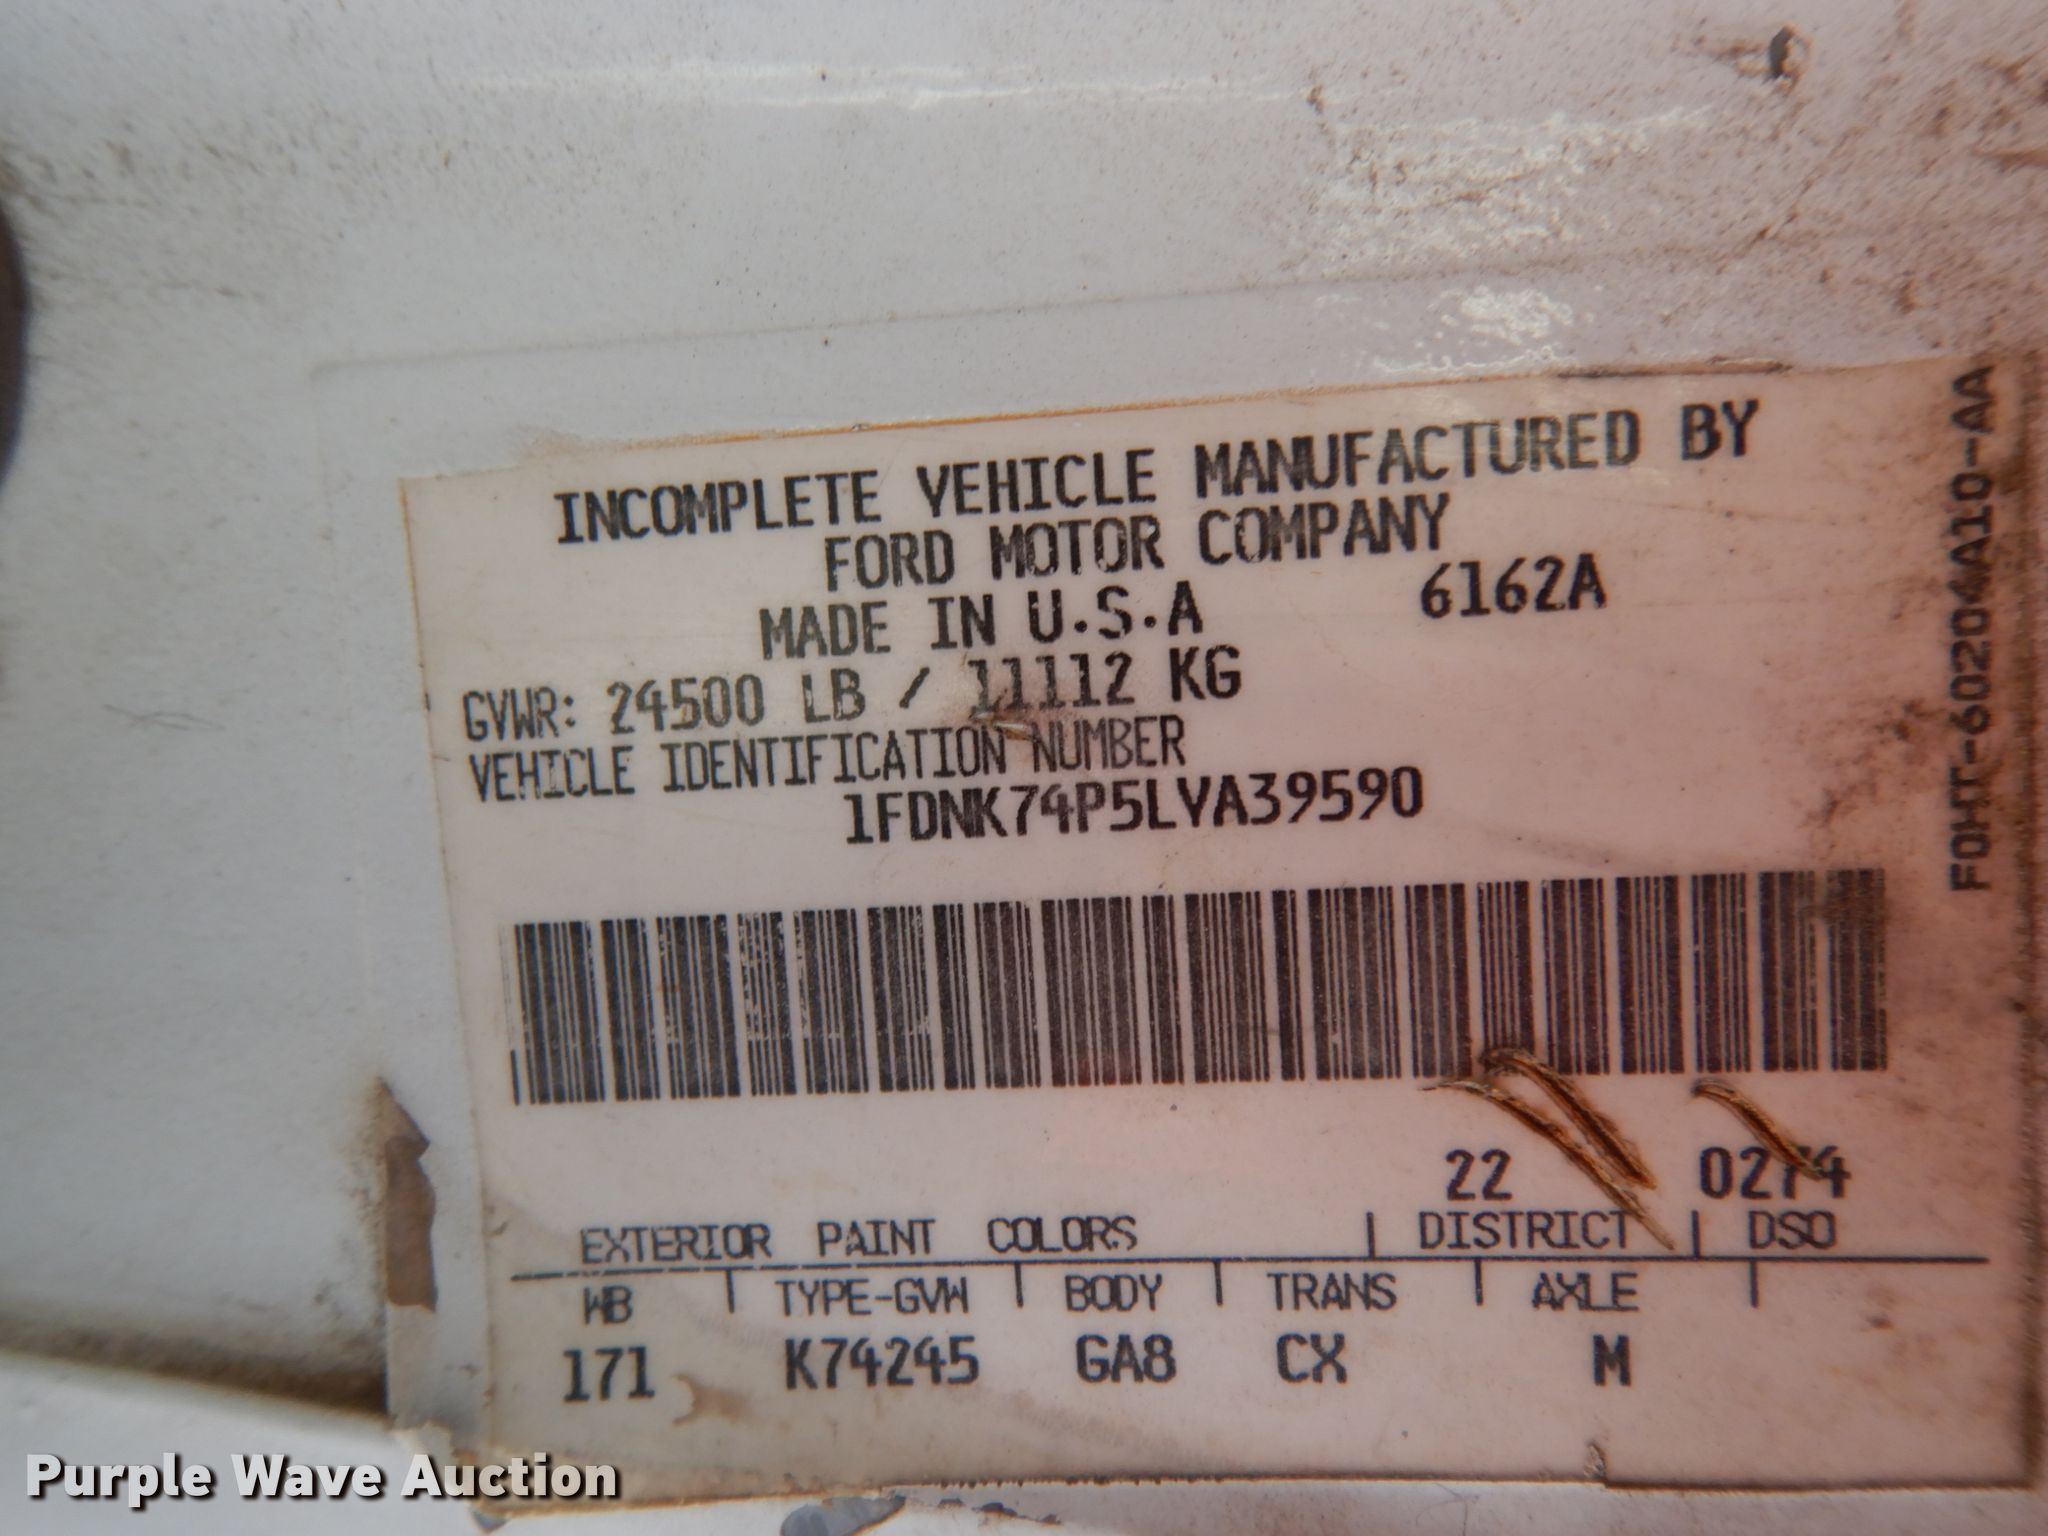 INCOMPLETE VEHICLE MANUFACTURED BY
FORD MOTOR COMPANY
MADE IN U.S.A 6162A
GVWR: 24500 LB / 11112 KG
VEHICLE IDENTIFICATION NUMBER
1FDNK74P5LVA39590
22 0274
EXTERIOR PAINT COLORS | DISTRICT | DSO
WB | TYPE-GVW | BODY | TRANS | AXLE |
171 K74245 GA8 CX M
F0HT-60204A10-AA
Purple Wave Auction